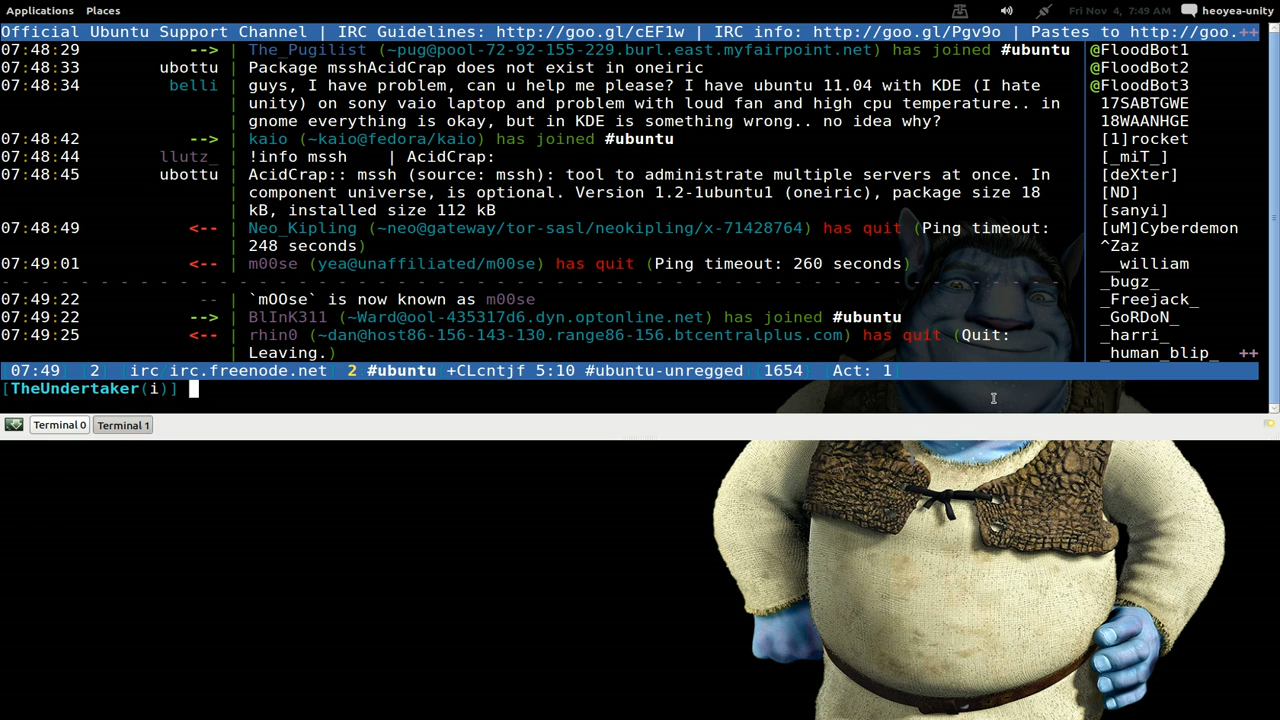 Applications Places Fri Nov 4, 7:49 AM heoyea-unity
Official Ubuntu Support Channel | IRC Guidelines: http://goo.gl/cEF1w | IRC info: http://goo.gl/Pgv9o | Pastes to http://goo.++
07:48:29 --> | The_Pugilist (~pug@pool-72-92-155-229.burl.east.myfairpoint.net) has joined #ubuntu | @FloodBot1
07:48:33 ubottu | Package msshAcidCrap does not exist in oneiric | @FloodBot2
07:48:34 belli | guys, I have problem, can u help me please? I have ubuntu 11.04 with KDE (I hate | @FloodBot3
| unity) on sony vaio laptop and problem with loud fan and high cpu temperature.. in | 17SABTGWE
| gnome everything is okay, but in KDE is something wrong.. no idea why? | 18WAANHGE
07:48:42 --> | kaio (~kaio@fedora/kaio) has joined #ubuntu | [1]rocket
07:48:44 llutz_ | !info mssh | AcidCrap: | [_miT_]
07:48:45 ubottu | AcidCrap:: mssh (source: mssh): tool to administrate multiple servers at once. In | [deXter]
| component universe, is optional. Version 1.2-1ubuntu1 (oneiric), package size 18 | [ND]
| kB, installed size 112 kB | [sanyi]
07:48:49 <-- | Neo_Kipling (~neo@gateway/tor-sasl/neokipling/x-71428764) has quit (Ping timeout: | [uM]Cyberdemon
| 248 seconds) | ^Zaz
07:49:01 <-- | m00se (yea@unaffiliated/m00se) has quit (Ping timeout: 260 seconds) | __william
- - - - - - - - - - - - - - - - - - - - - - - - - - - - - - - - - - - - - - - - - - - - - - - - - - - - - | _bugz_
07:49:22 -- | `mOOse` is now known as m00se | _Freejack_
07:49:22 --> | BlInK311 (~Ward@ool-435317d6.dyn.optonline.net) has joined #ubuntu | _GoRDoN_
07:49:25 <-- | rhin0 (~dan@host86-156-143-130.range86-156.btcentralplus.com) has quit (Quit: | _harri_
| Leaving.) | _human_blip_ ++
[07:49] [2] [irc/irc.freenode.net] 2 #ubuntu(+CLcntjf 5:10 #ubuntu-unregged){1654} [Act: 1]
[TheUndertaker(i)]
Terminal 0 Terminal 1